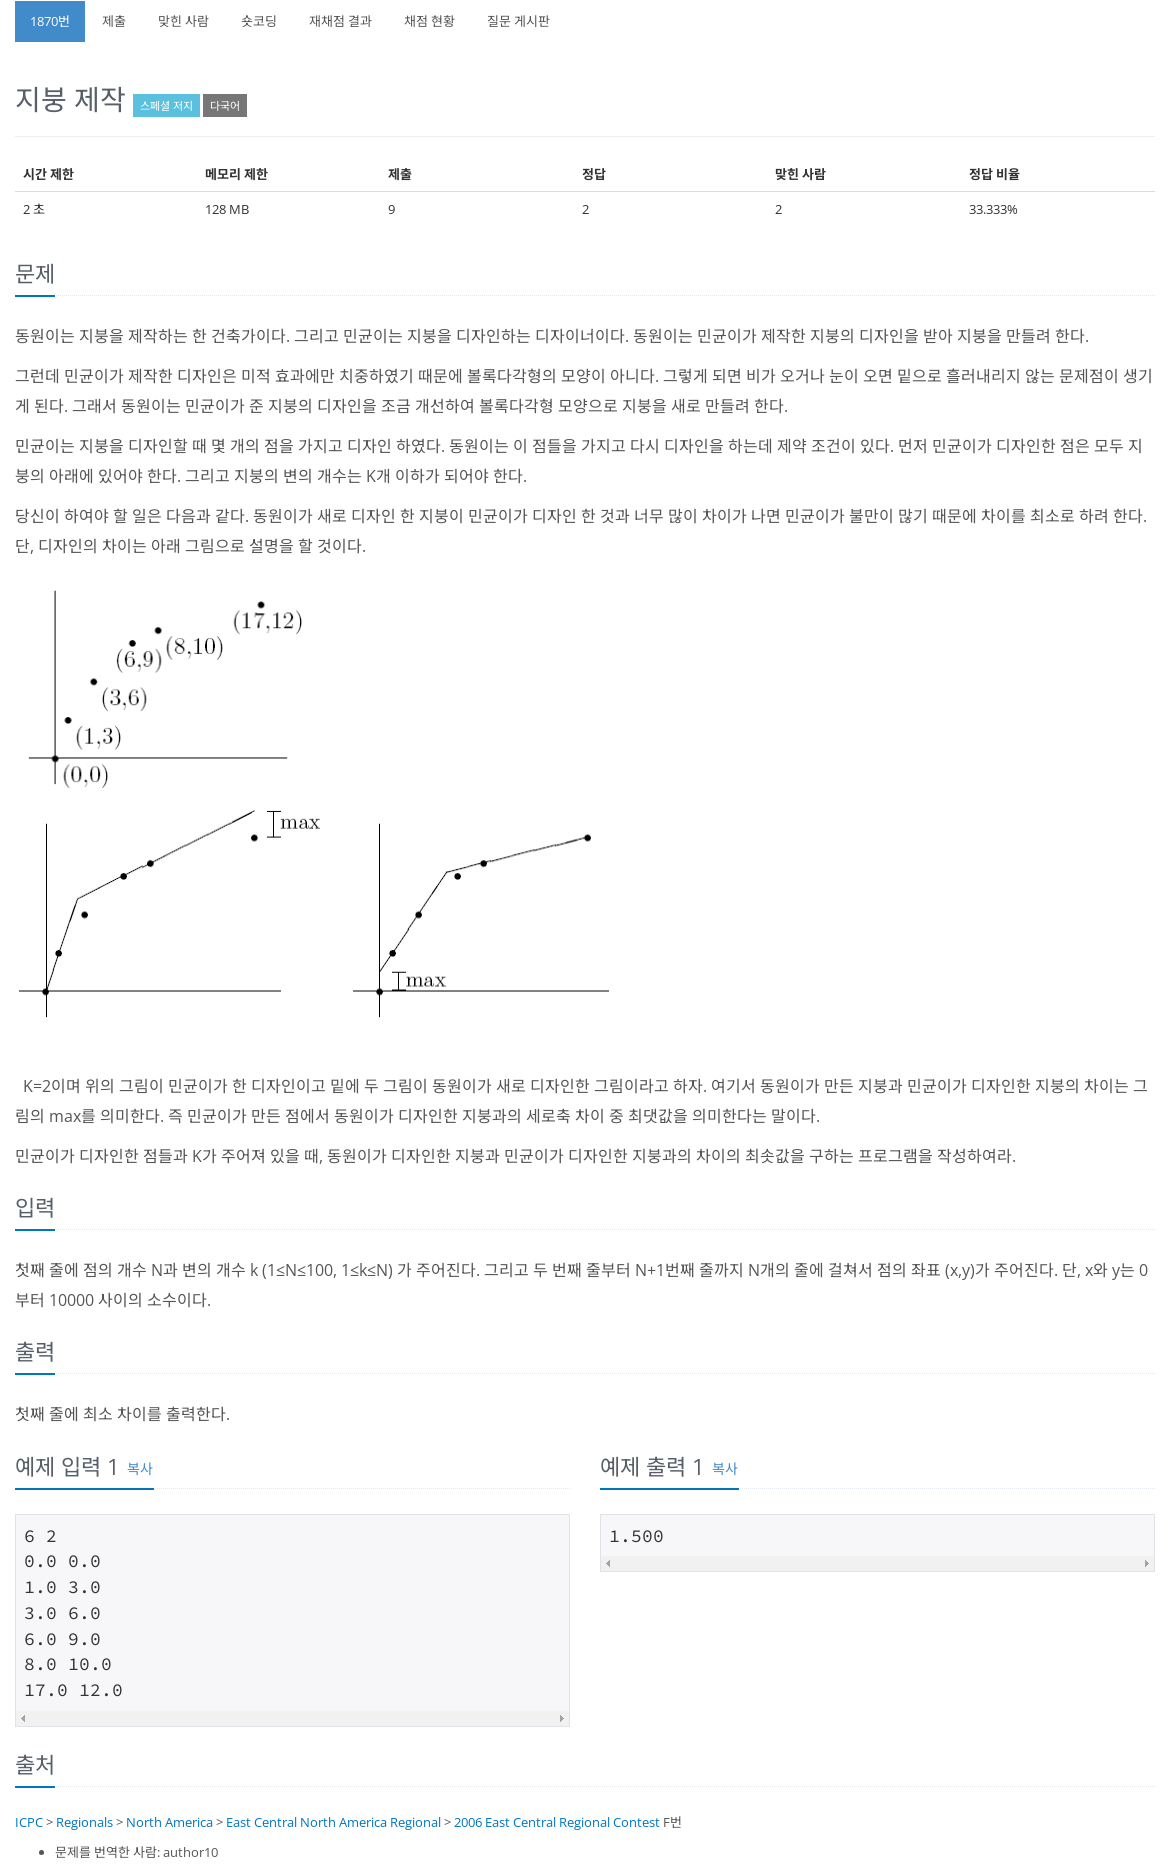 1870번 제출 맞힌 사람 숏코딩 재채점 결과 채점 현황 질문 게시판
지붕 제작 스페셜 저지 다국어
시간 제한 메모리 제한 제출 정답 맞힌 사람 정답 비율
2 초 128 MB 9 2 2 33.333%
문제
동원이는 지붕을 제작하는 한 건축가이다. 그리고 민균이는 지붕을 디자인하는 디자이너이다. 동원이는 민균이가 제작한 지붕의 디자인을 받아 지붕을 만들려 한다.
그런데 민균이가 제작한 디자인은 미적 효과에만 치중하였기 때문에 볼록다각형의 모양이 아니다. 그렇게 되면 비가 오거나 눈이 오면 밑으로 흘러내리지 않는 문제점이 생기
게 된다. 그래서 동원이는 민균이가 준 지붕의 디자인을 조금 개선하여 볼록다각형 모양으로 지붕을 새로 만들려 한다.
민균이는 지붕을 디자인할 때 몇 개의 점을 가지고 디자인 하였다. 동원이는 이 점들을 가지고 다시 디자인을 하는데 제약 조건이 있다. 먼저 민균이가 디자인한 점은 모두 지
붕의 아래에 있어야 한다. 그리고 지붕의 변의 개수는 K개 이하가 되어야 한다.
당신이 하여야 할 일은 다음과 같다. 동원이가 새로 디자인 한 지붕이 민균이가 디자인 한 것과 너무 많이 차이가 나면 민균이가 불만이 많기 때문에 차이를 최소로 하려 한다.
단, 디자인의 차이는 아래 그림으로 설명을 할 것이다.
(17,12)
(6,9) (8,10)
(3,6)
(1,3)
(0,0)
max
max
K=2이며 위의 그림이 민균이가 한 디자인이고 밑에 두 그림이 동원이가 새로 디자인한 그림이라고 하자. 여기서 동원이가 만든 지붕과 민균이가 디자인한 지붕의 차이는 그
림의 max를 의미한다. 즉 민균이가 만든 점에서 동원이가 디자인한 지붕과의 세로축 차이 중 최댓값을 의미한다는 말이다.
민균이가 디자인한 점들과 K가 주어져 있을 때, 동원이가 디자인한 지붕과 민균이가 디자인한 지붕과의 차이의 최솟값을 구하는 프로그램을 작성하여라.
입력
첫째 줄에 점의 개수 N과 변의 개수 k (1≤N≤100, 1≤k≤N) 가 주어진다. 그리고 두 번째 줄부터 N+1번째 줄까지 N개의 줄에 걸쳐서 점의 좌표 (x,y)가 주어진다. 단, x와 y는 0
부터 10000 사이의 소수이다.
출력
첫째 줄에 최소 차이를 출력한다.
예제 입력 1 복사
6 2
0.0 0.0
1.0 3.0
3.0 6.0
6.0 9.0
8.0 10.0
17.0 12.0
예제 출력 1 복사
1.500
출처
ICPC > Regionals > North America > East Central North America Regional > 2006 East Central Regional Contest F번
문제를 번역한 사람: author10